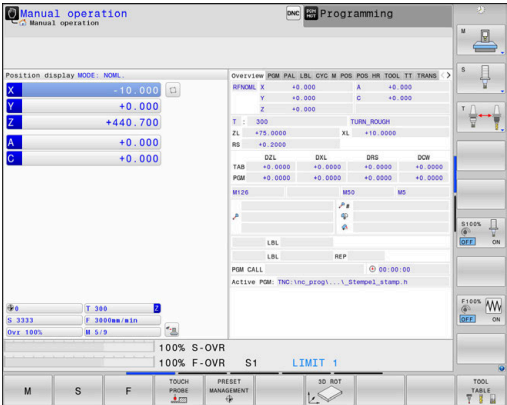 Manual operation
Manual operation
DNC
PGM MGT
Programming
Position display MODE: NOML.
X -10.000
Y +0.000
Z +440.700
A +0.000
C +0.000
0
T 300 Z
S 3333 F 3000mm/min
Ovr 100% M 5/9
Overview PGM PAL LBL CYC M POS POS HR TOOL TT TRANS
RFNOML X +0.000 A +0.000
Y +0.000 C +0.000
Z +0.000
T : 300 TURN_ROUGH
ZL +75.0000 XL +10.0000
RS +0.2000
DZL DXL DRS DCW
TAB +0.0000 +0.0000 +0.0000 +0.0000
PGM +0.0000 +0.0000 +0.0000 +0.0000
M126 M50 M5
P#
LBL
LBL REP
PGM CALL 00:00:00
Active PGM: TNC:\nc_prog\...\_Stempel_stamp.h
100% S-OVR
100% F-OVR S1 LIMIT 1
M
S
F
TOUCH PROBE
PRESET MANAGEMENT
3D ROT
TOOL TABLE
M
S
T
S100%
OFF ON
F100%
OFF ON